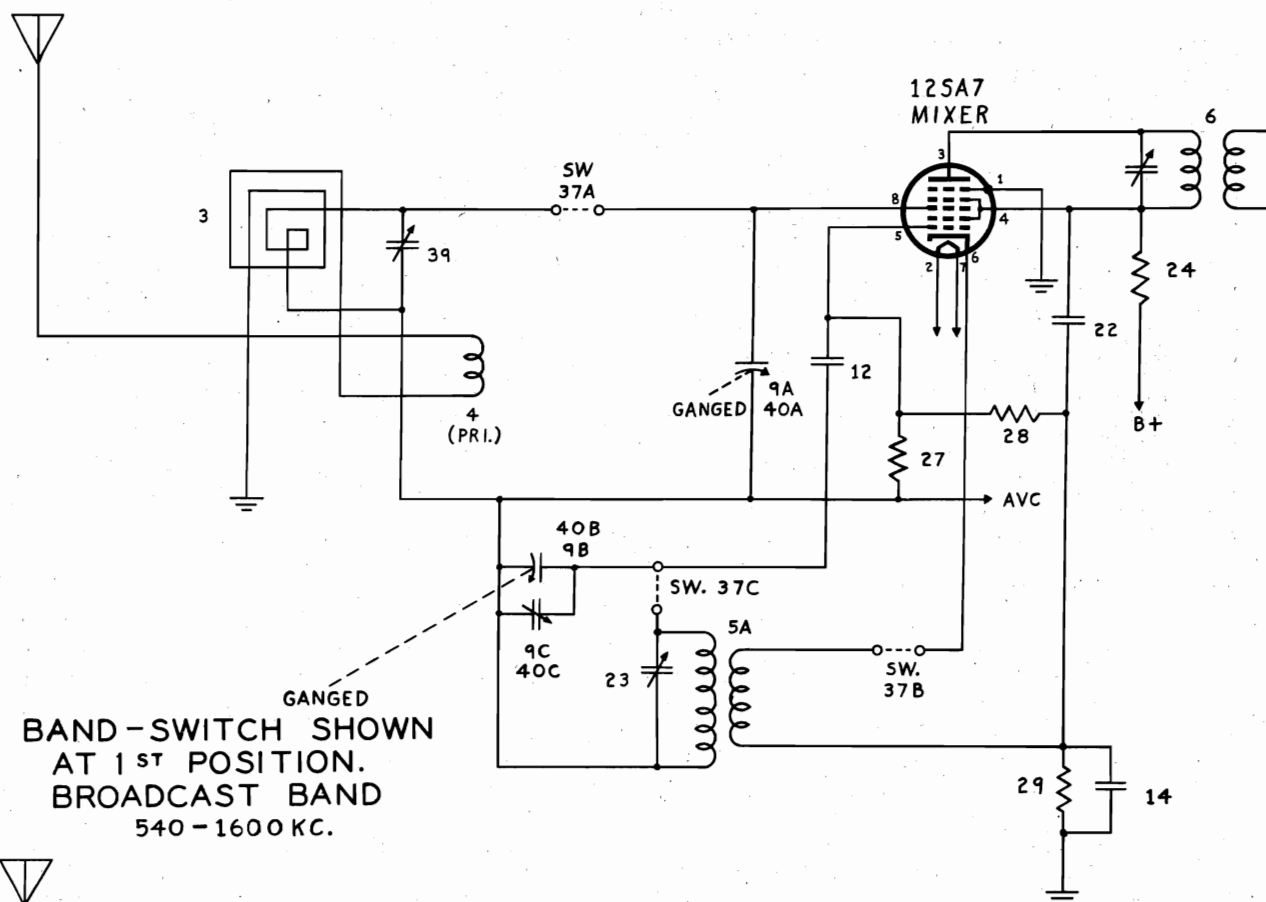 12SA7
MIXER
6
3
1
8
4
5
2
7
6
SW
37A
3
39
24
22
12
9A
GANGED 40A
B+
28
4
(PRI.)
27
AVC
40B
9B
SW. 37C
5A
9C
40C
23
SW.
37B
GANGED
BAND-SWITCH SHOWN
AT 1ST POSITION.
BROADCAST BAND
540-1600 KC.
29
14